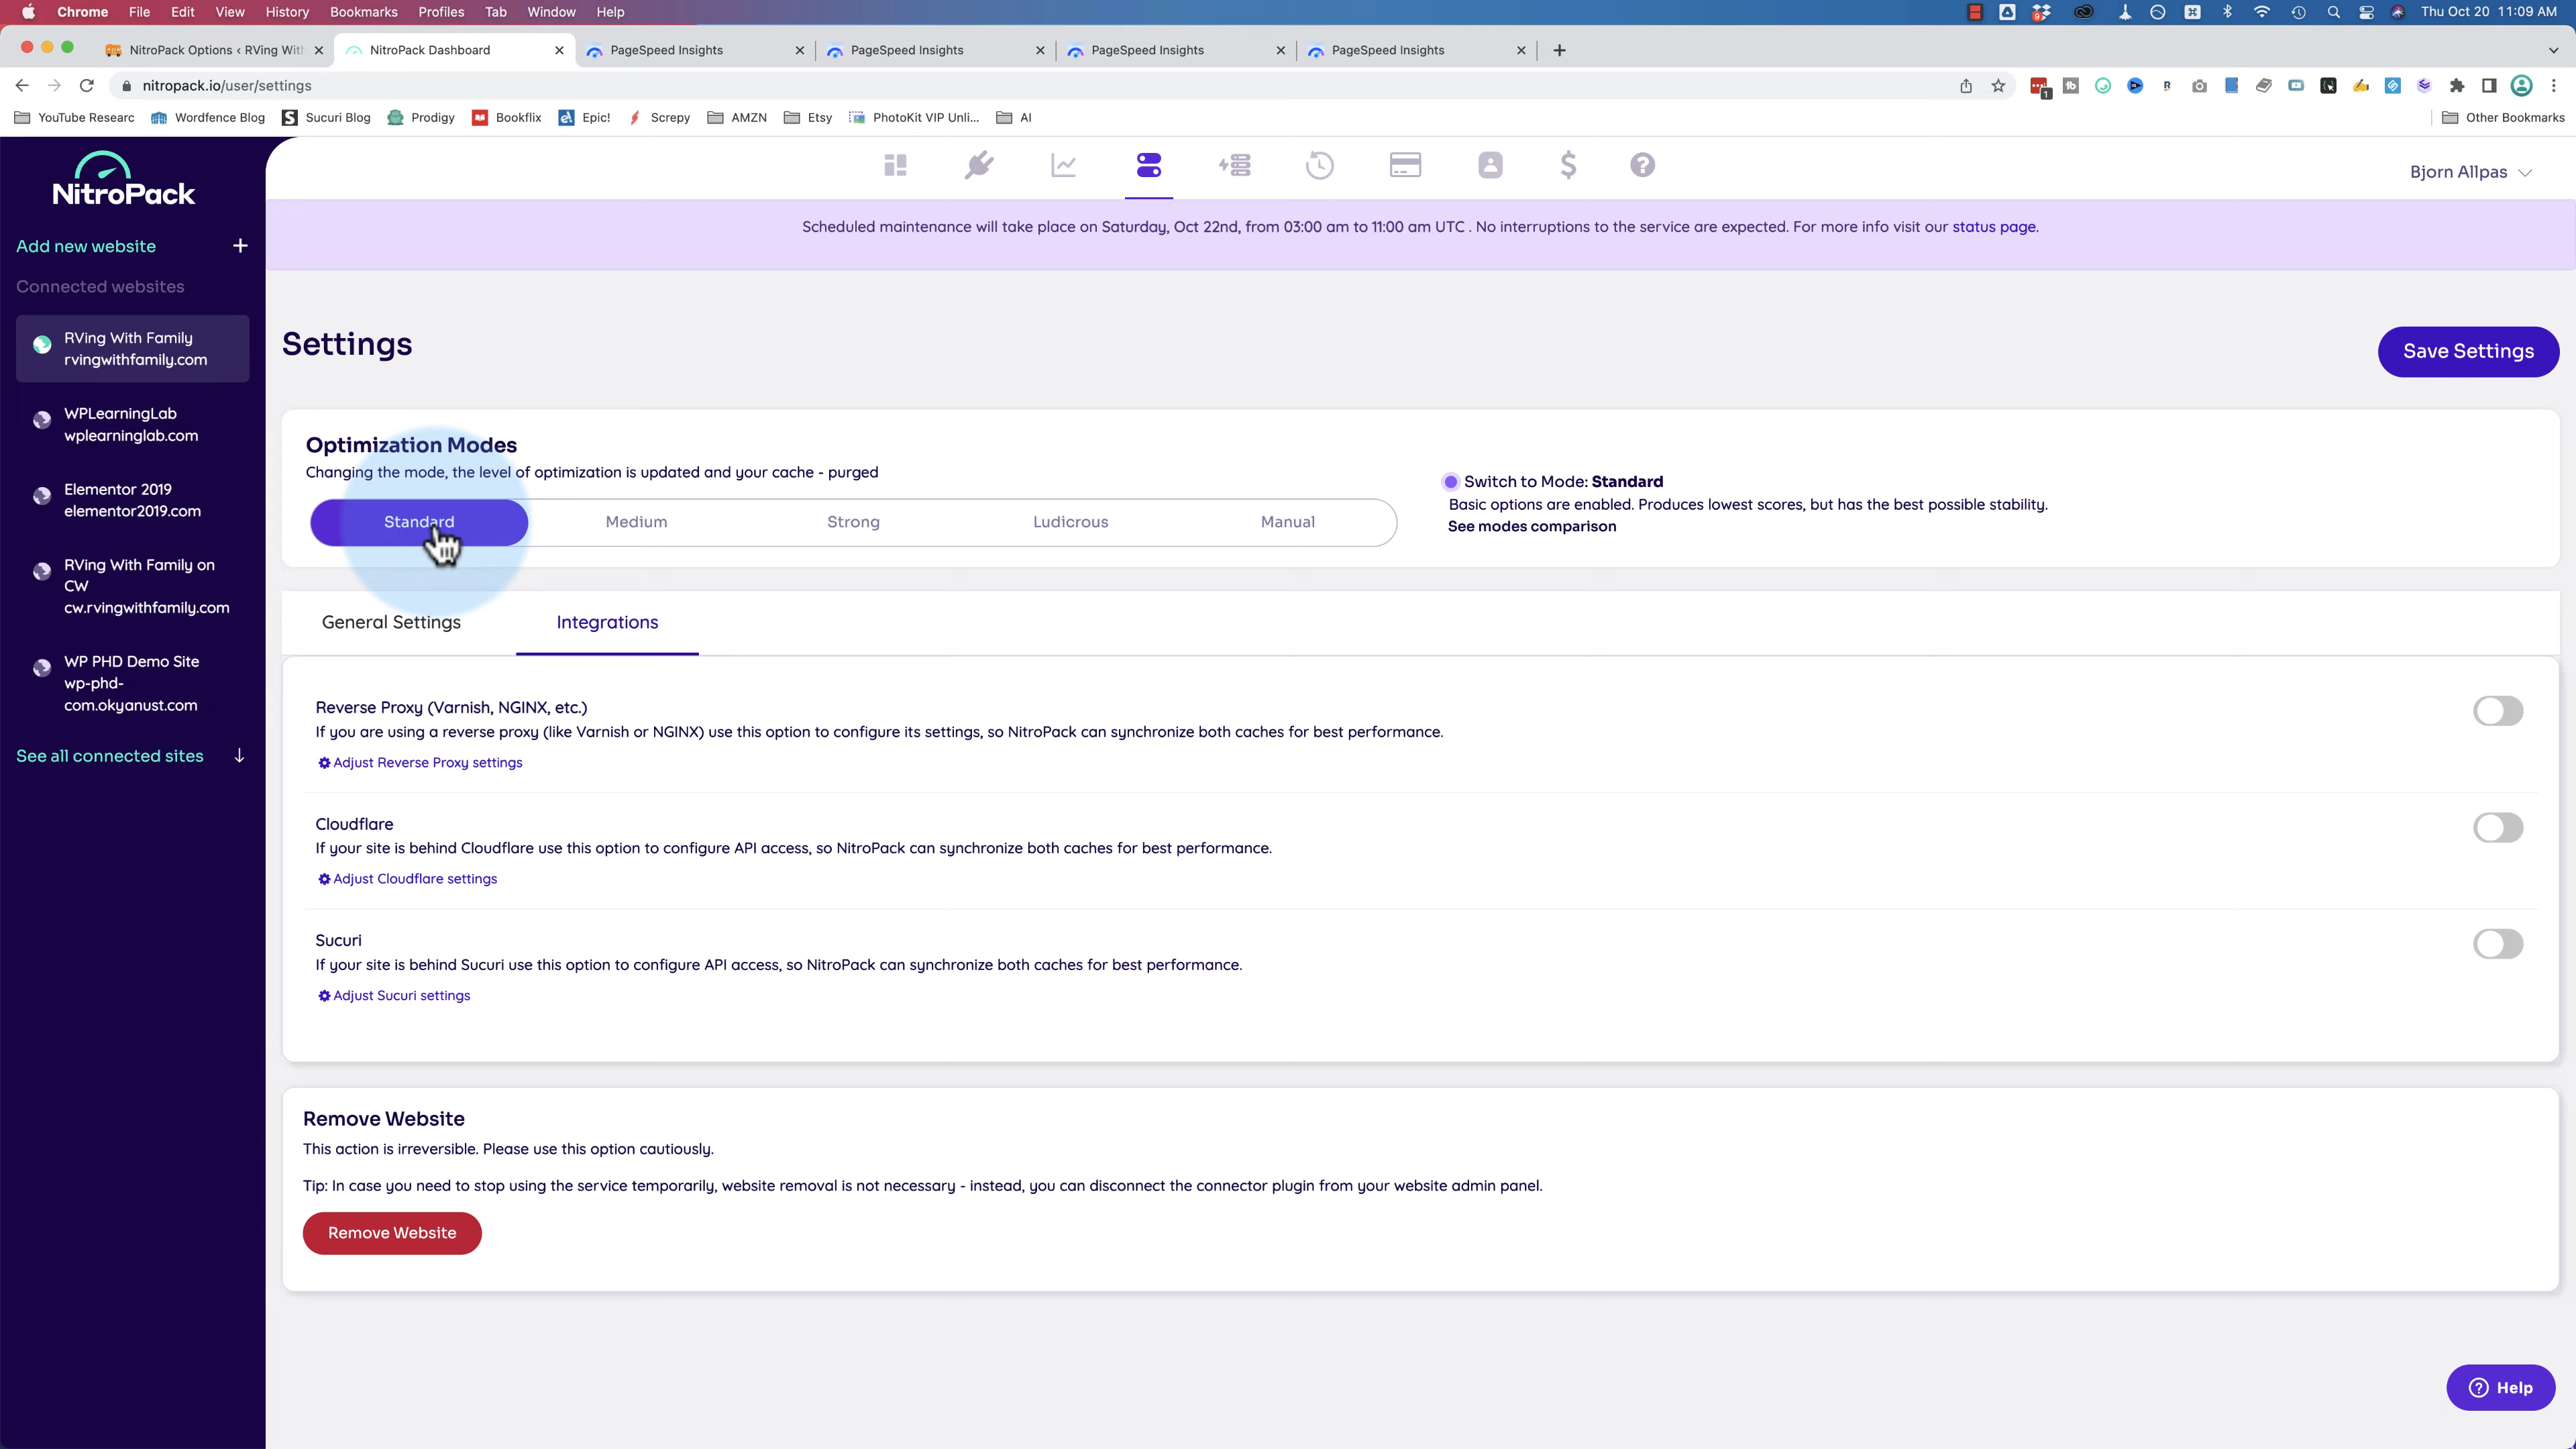 Chrome File Edit View History Bookmarks Profiles Tab Window Help
9
Thu Oct 20 11:09 AM
NitroPack Options ‹ RVing With
NitroPack Dashboard
PageSpeed Insights
PageSpeed Insights
PageSpeed Insights
PageSpeed Insights
nitropack.io/user/settings
1
YouTube Researc
Wordfence Blog
Sucuri Blog
Prodigy
Bookflix
Epic!
Screpy
AMZN
Etsy
PhotoKit VIP Unli...
AI
Other Bookmarks
NitroPack
Bjorn Allpas
Scheduled maintenance will take place on Saturday, Oct 22nd, from 03:00 am to 11:00 am UTC . No interruptions to the service are expected. For more info visit our status page.
Add new website +
Connected websites
RVing With Family
rvingwithfamily.com
WPLearningLab
wplearninglab.com
Elementor 2019
elementor2019.com
RVing With Family on
CW
cw.rvingwithfamily.com
WP PHD Demo Site
wp-phd-
com.okyanust.com
See all connected sites ↓
Settings
Save Settings
Optimization Modes
Changing the mode, the level of optimization is updated and your cache - purged
Standard Medium Strong Ludicrous Manual
Switch to Mode: Standard
Basic options are enabled. Produces lowest scores, but has the best possible stability.
See modes comparison
General Settings Integrations
Reverse Proxy (Varnish, NGINX, etc.)
If you are using a reverse proxy (like Varnish or NGINX) use this option to configure its settings, so NitroPack can synchronize both caches for best performance.
Adjust Reverse Proxy settings
Cloudflare
If your site is behind Cloudflare use this option to configure API access, so NitroPack can synchronize both caches for best performance.
Adjust Cloudflare settings
Sucuri
If your site is behind Sucuri use this option to configure API access, so NitroPack can synchronize both caches for best performance.
Adjust Sucuri settings
Remove Website
This action is irreversible. Please use this option cautiously.
Tip: In case you need to stop using the service temporarily, website removal is not necessary - instead, you can disconnect the connector plugin from your website admin panel.
Remove Website
Help